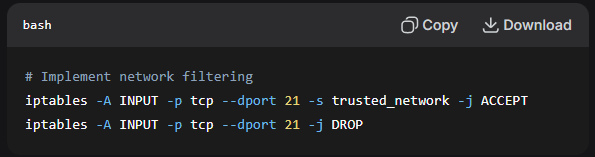 bash
Copy
Download
# Implement network filtering
iptables -A INPUT -p tcp --dport 21 -s trusted_network -j ACCEPT
iptables -A INPUT -p tcp --dport 21 -j DROP